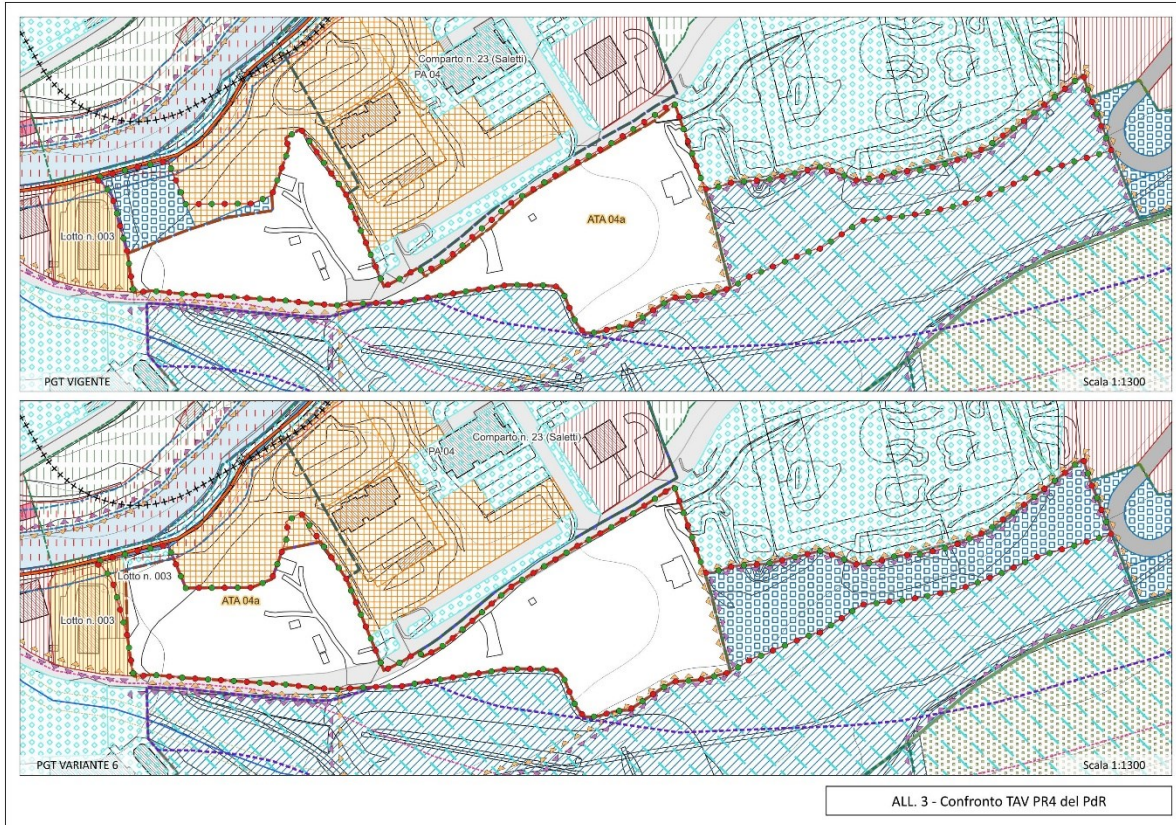 Comparto n. 23 (Saletti)
PA 04
ATA 04a
Lotto n. 003
PGT VIGENTE
Scala 1:1300
Comparto n. 23 (Saletti)
PA 04
Lotto n. 003
ATA 04a
Lotto n. 003
PGT VARIANTE 6
Scala 1:1300
ALL. 3 - Confronto TAV PR4 del PdR